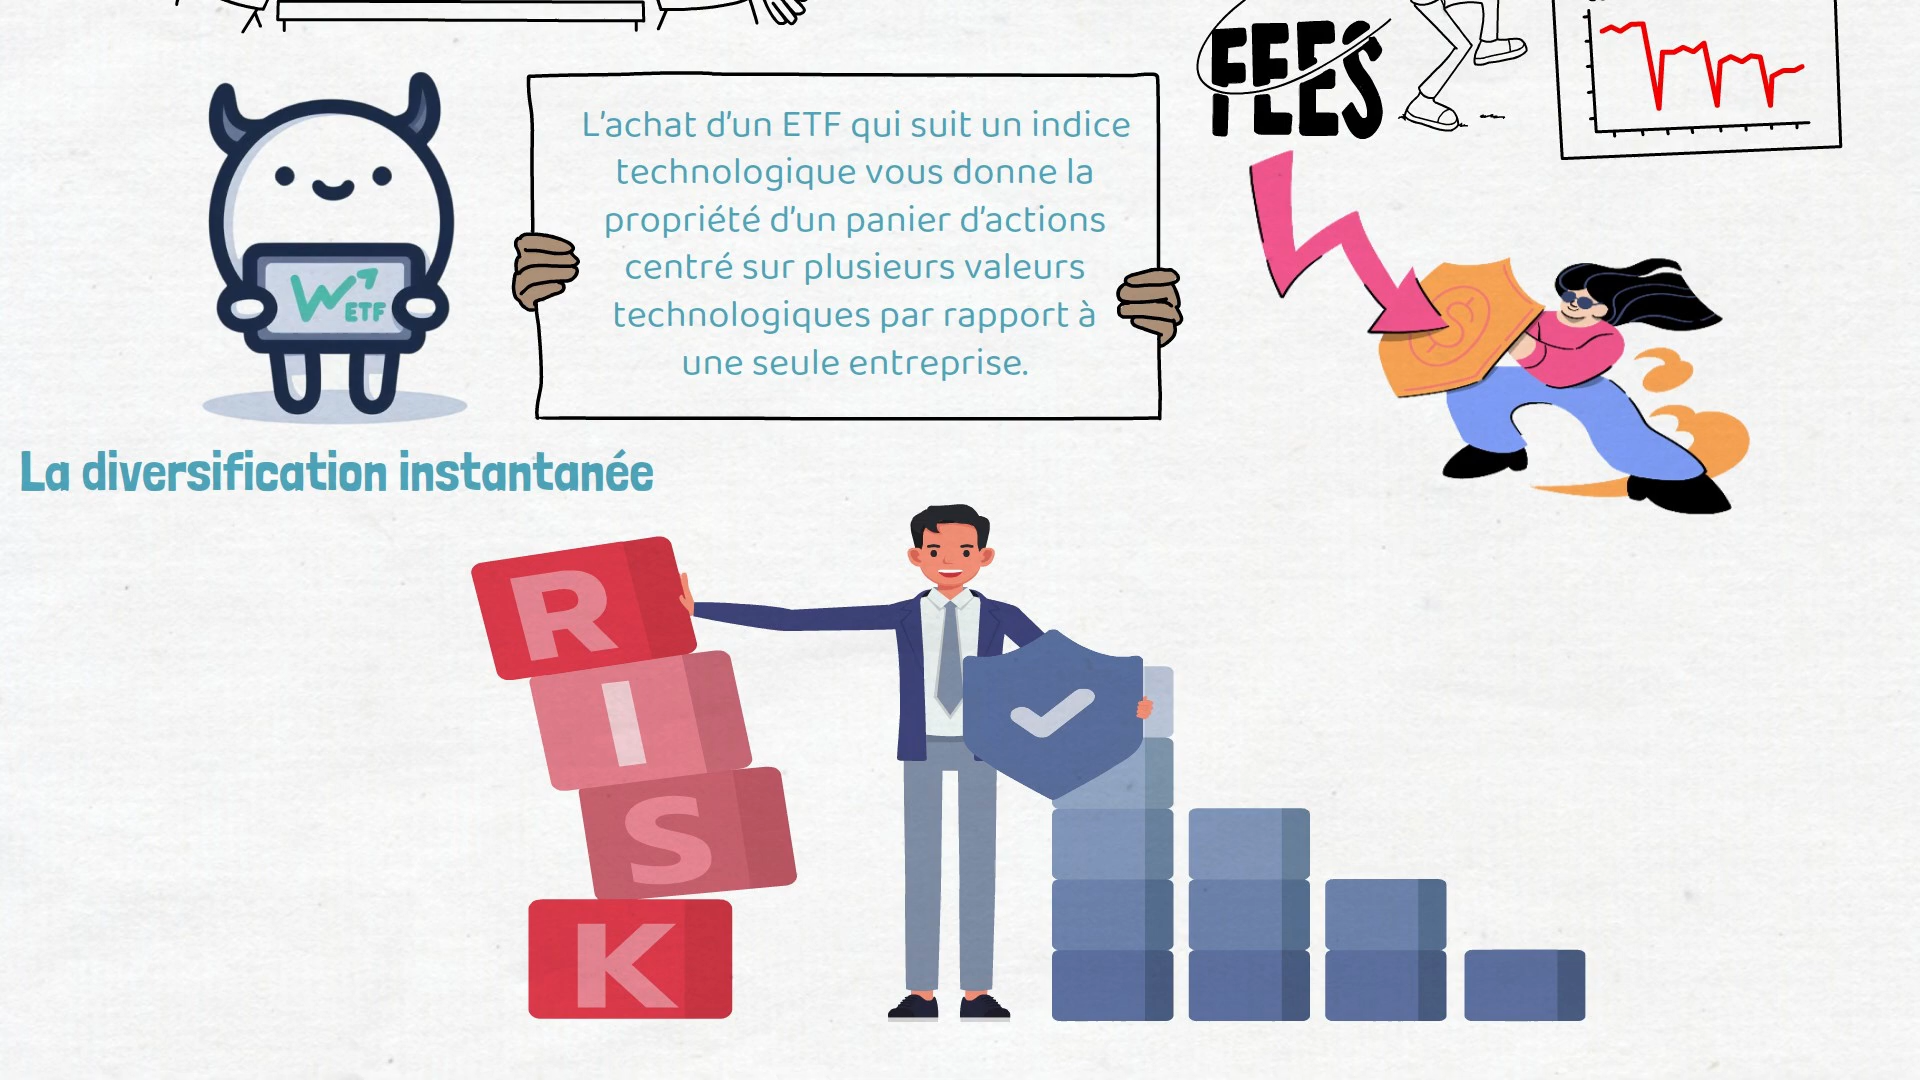 FEES
L'achat d'un ETF qui suit un indice
technologique vous donne la
propriété d'un panier d'actions
centré sur plusieurs valeurs
technologiques par rapport à
une seule entreprise.
W ETF
$
La diversification instantanée
R
I
S
K